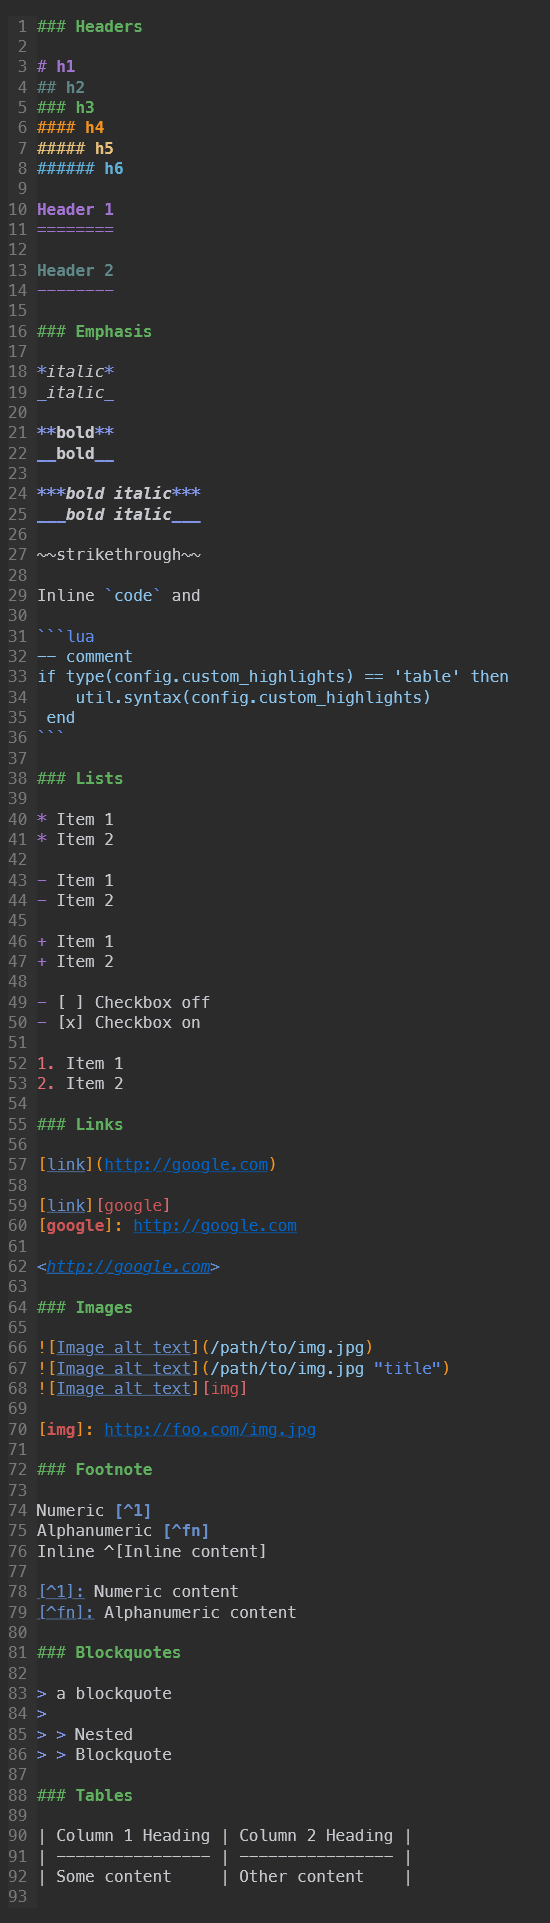 1 ### Headers
2
3 # h1
4 ## h2
5 ### h3
6 #### h4
7 ##### h5
8 ###### h6
9
10 Header 1
11 ========
12
13 Header 2
14 --------
15
16 ### Emphasis
17
18 *italic*
19 _italic_
20
21 **bold**
22 __bold__
23
24 ***bold italic***
25 ___bold italic___
26
27 ~~strikethrough~~
28
29 Inline `code` and
30
31 ```lua
32 -- comment
33 if type(config.custom_highlights) == 'table' then
34     util.syntax(config.custom_highlights)
35  end
36 ```
37
38 ### Lists
39
40 * Item 1
41 * Item 2
42
43 - Item 1
44 - Item 2
45
46 + Item 1
47 + Item 2
48
49 - [ ] Checkbox off
50 - [x] Checkbox on
51
52 1. Item 1
53 2. Item 2
54
55 ### Links
56
57 [link](http://google.com)
58
59 [link][google]
60 [google]: http://google.com
61
62 <http://google.com>
63
64 ### Images
65
66 ![Image alt text](/path/to/img.jpg)
67 ![Image alt text](/path/to/img.jpg "title")
68 ![Image alt text][img]
69
70 [img]: http://foo.com/img.jpg
71
72 ### Footnote
73
74 Numeric [^1]
75 Alphanumeric [^fn]
76 Inline ^[Inline content]
77
78 [^1]: Numeric content
79 [^fn]: Alphanumeric content
80
81 ### Blockquotes
82
83 > a blockquote
84 >
85 > > Nested
86 > > Blockquote
87
88 ### Tables
89
90 | Column 1 Heading | Column 2 Heading |
91 | ---------------- | ---------------- |
92 | Some content     | Other content    |
93